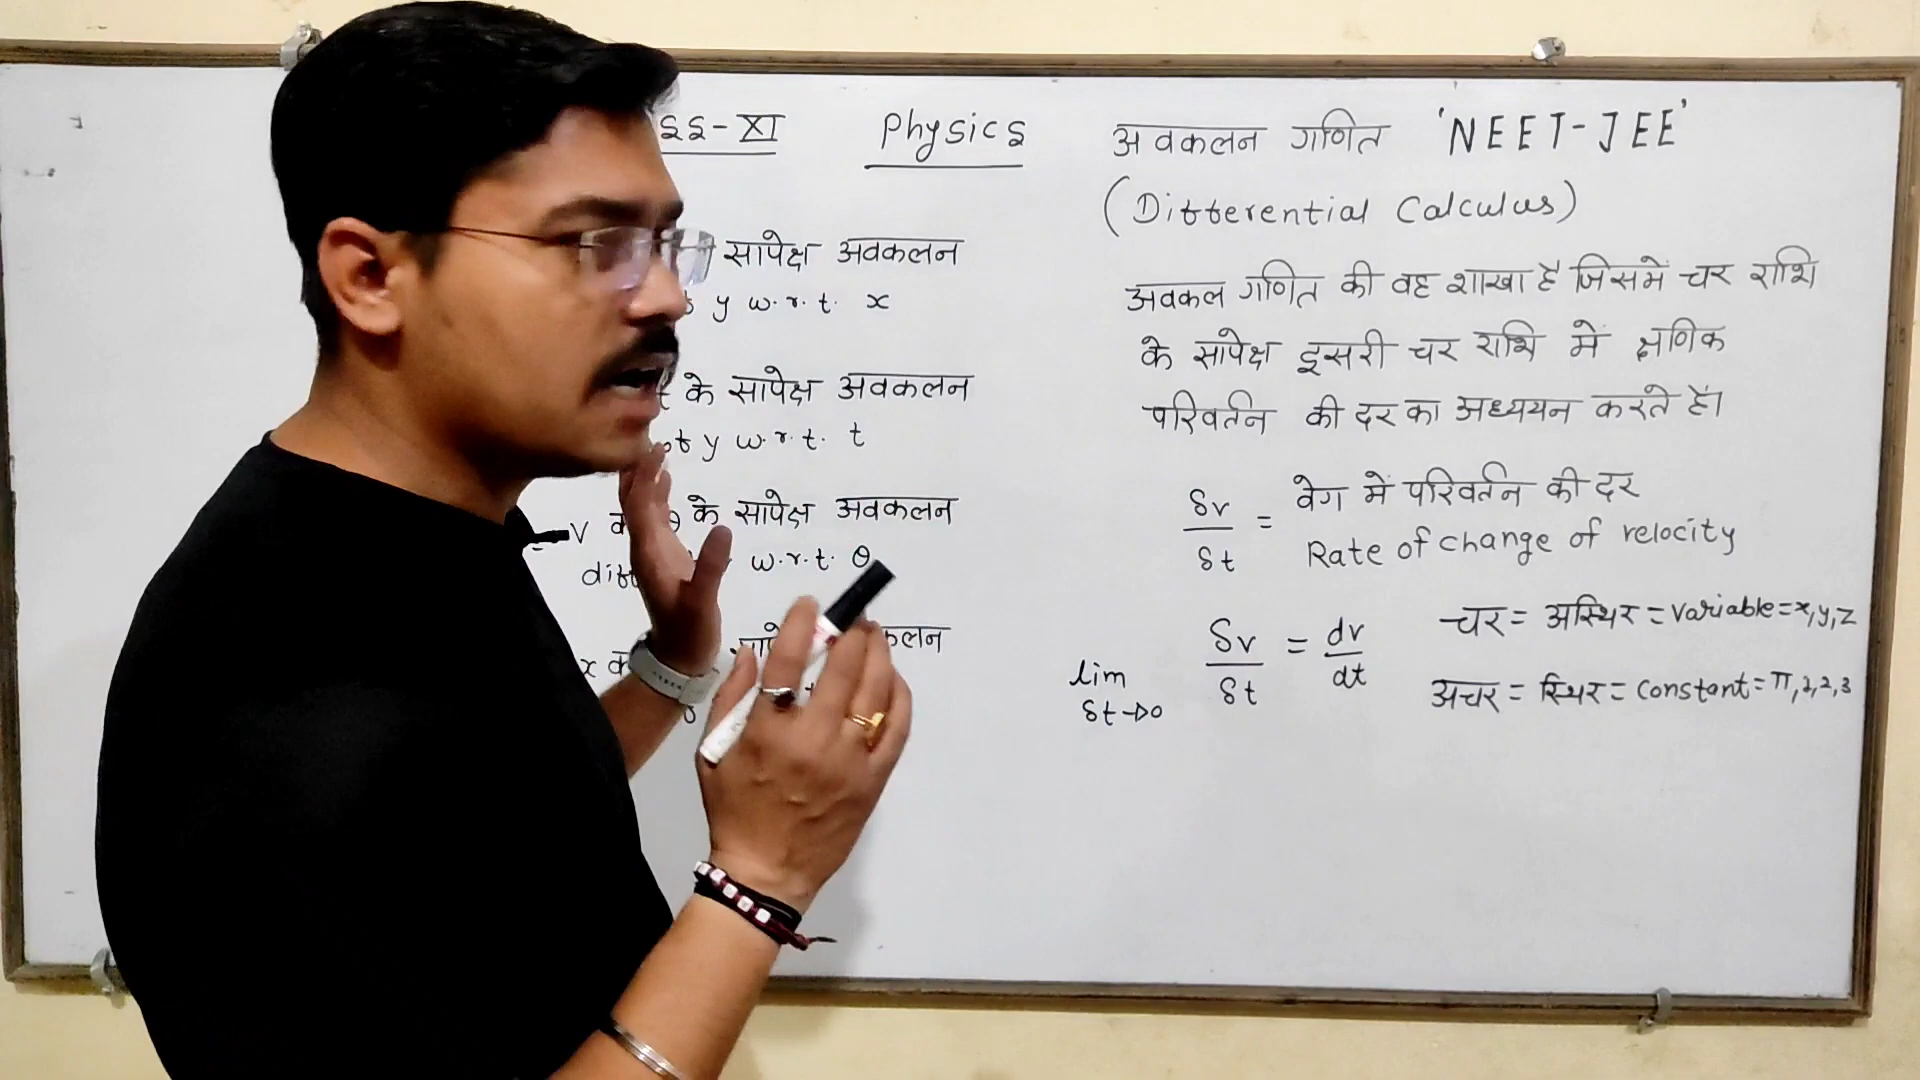 Physics
अवकलन गणित 'NEET-JEE'
(Differential Calculus)
सापेक्ष अवकलन
y w.r.t. x
के सापेक्ष अवकलन
y w.r.t. t
के सापेक्ष अवकलन
w.r.t. θ
अवकल गणित की वह शाखा है जिसमें चर राशि
के सापेक्ष दूसरी चर राशि में क्षणिक
परिवर्तन की दर का अध्ययन करते हैं।
δv/δt = वेग में परिवर्तन की दर
Rate of change of velocity
lim δt→0 δv/δt = dv/dt
चर = अस्थिर = variable = x,y,z
अचर = स्थिर = constant = π,1,2,3